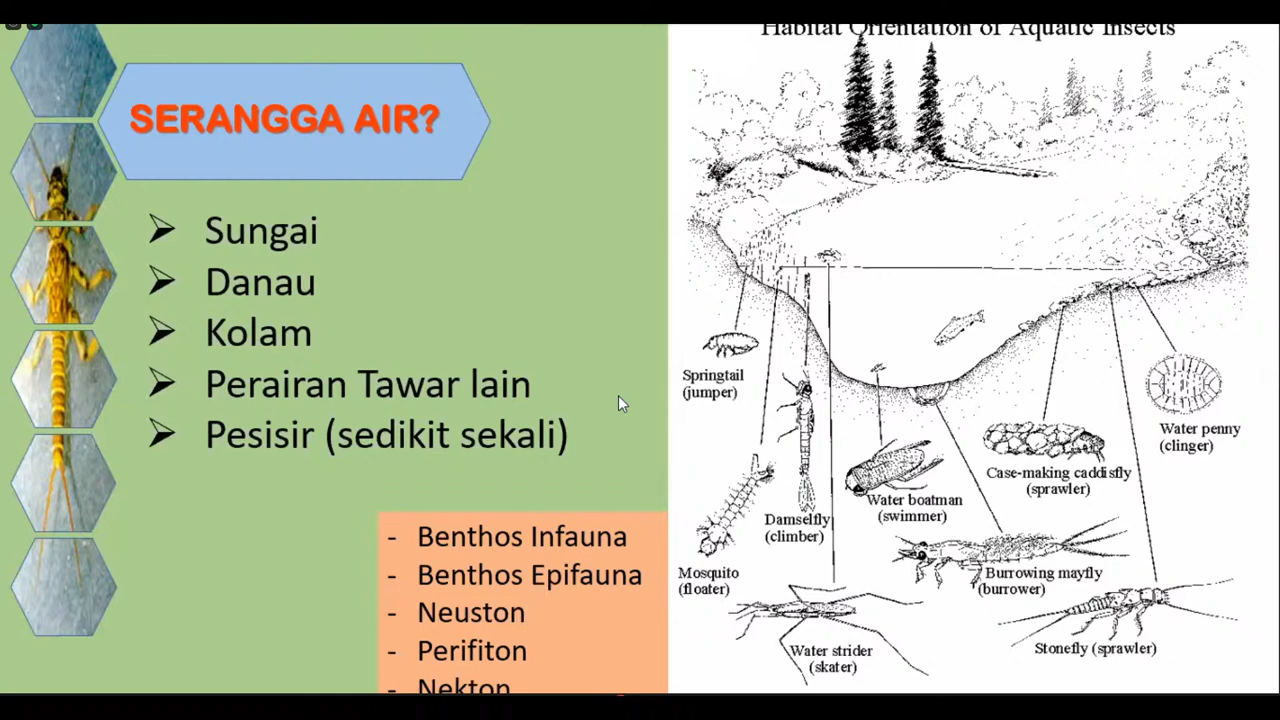 SERANGGA AIR?
Sungai
Danau
Kolam
Perairan Tawar lain
Pesisir (sedikit sekali)
- Benthos Infauna
- Benthos Epifauna
- Neuston
- Perifiton
- Nekton
Habitat Orientation of Aquatic Insects
Springtail
(jumper)
Water penny
(clinger)
Case-making caddisfly
(sprawler)
Water boatman
(swimmer)
Damselfly
(climber)
Mosquito
(floater)
Burrowing mayfly
(burrower)
Water strider
(skater)
Stonefly (sprawler)